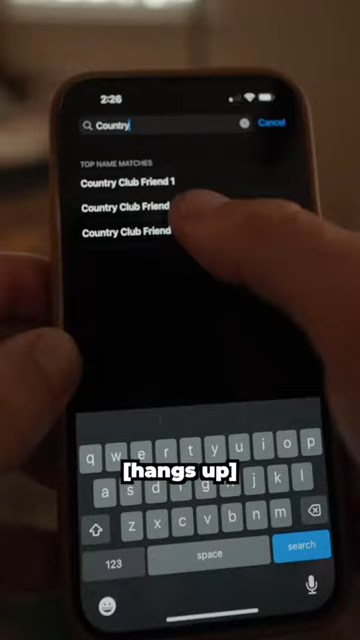 2:26
Country
Cancel
TOP NAME MATCHES
Country Club Friend 1
Country Club Friend
Country Club Friend
[hangs up]
q w e r t y u i o p
a s d f g h j k l
z x c v b n m
123
space
search